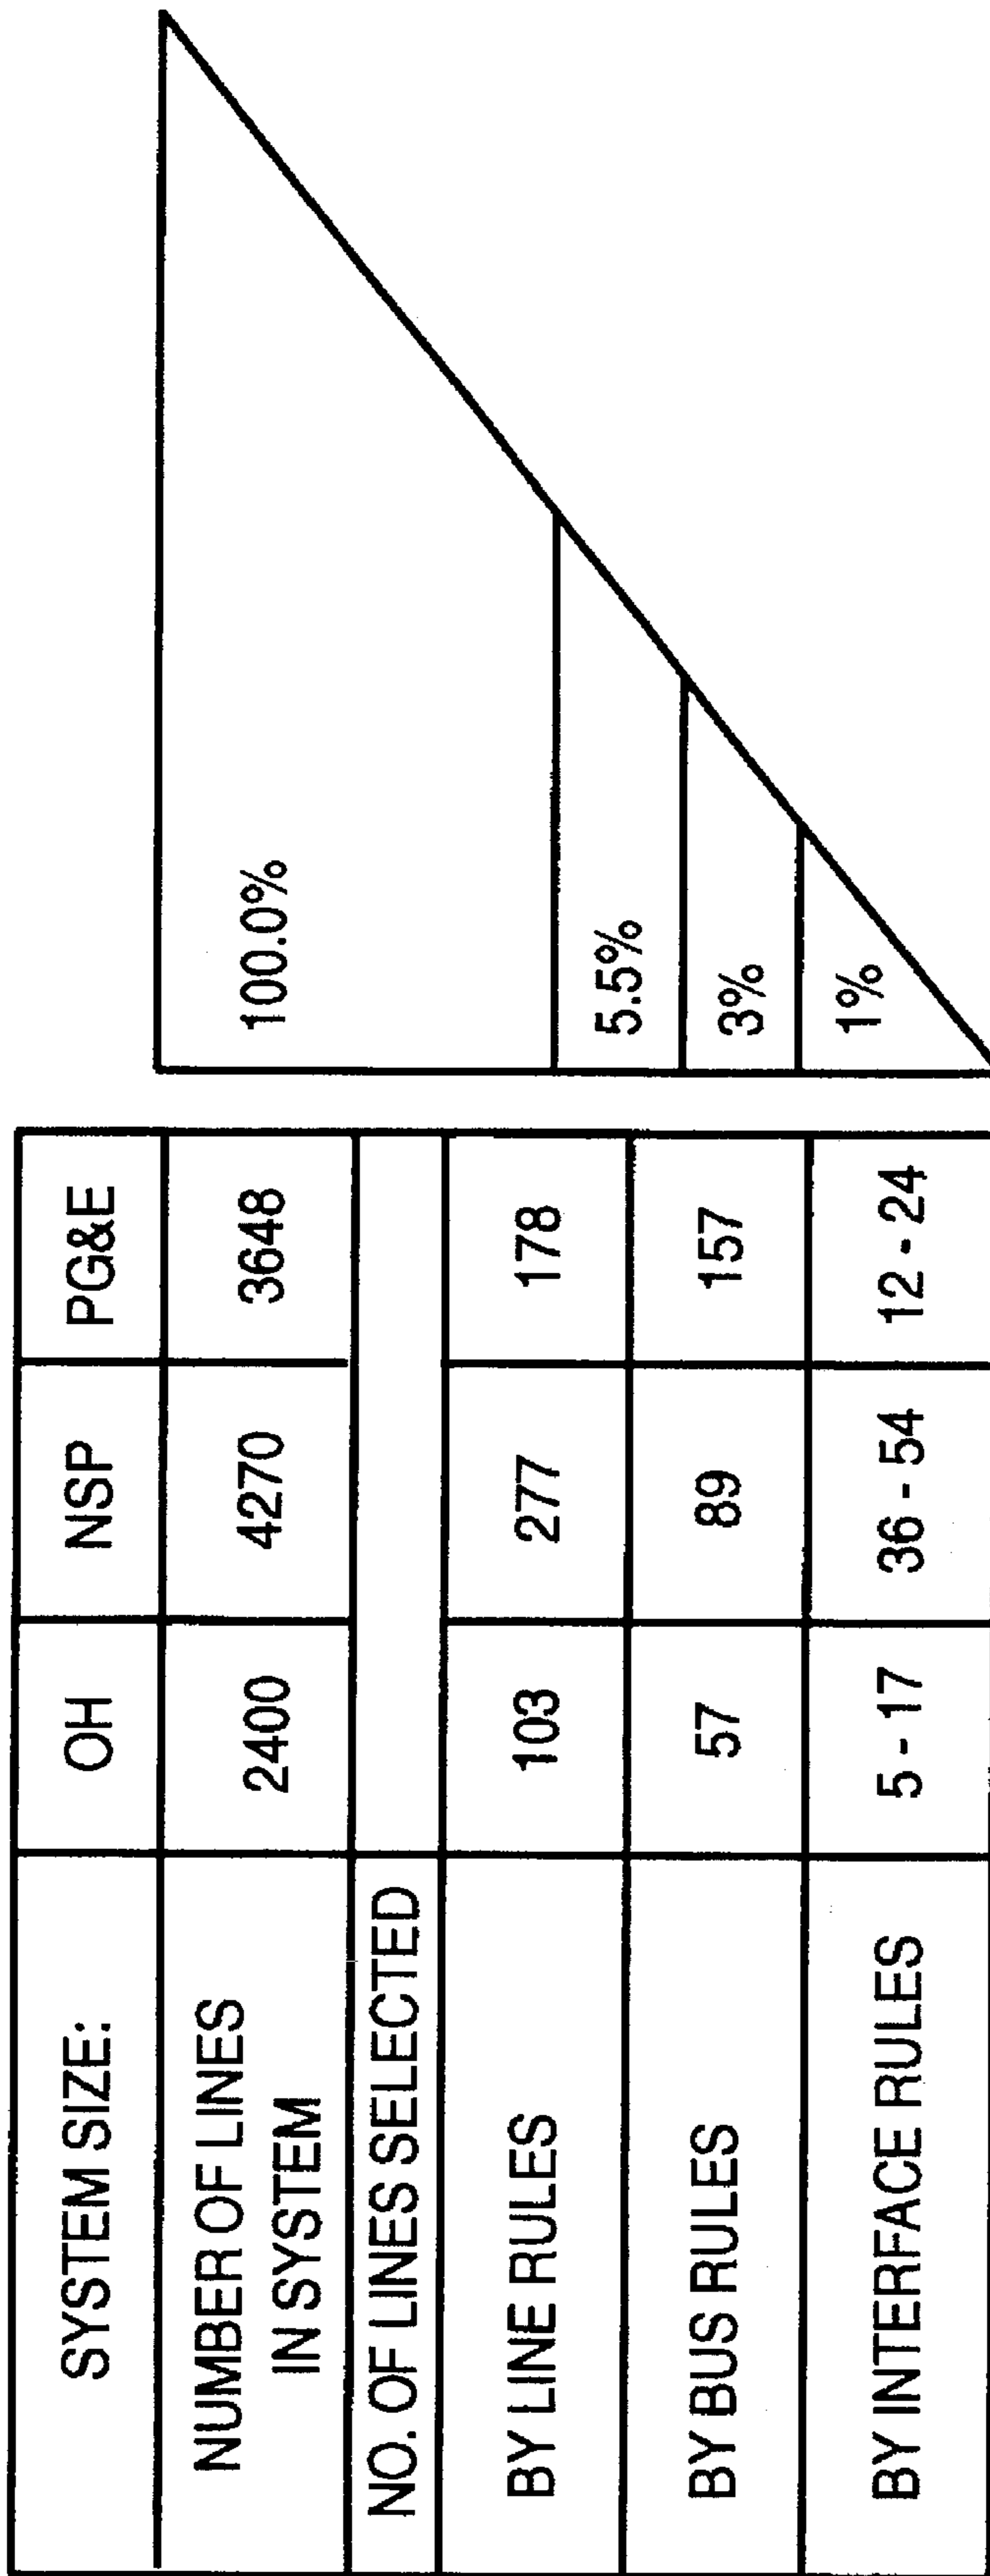 SYSTEM SIZE: OH NSP PG&E
NUMBER OF LINES
IN SYSTEM 2400 4270 3648 100.0%
NO. OF LINES SELECTED
BY LINE RULES 103 277 178 5.5%
BY BUS RULES 57 89 157 3%
BY INTERFACE RULES 5 - 17 36 - 54 12 - 24 1%